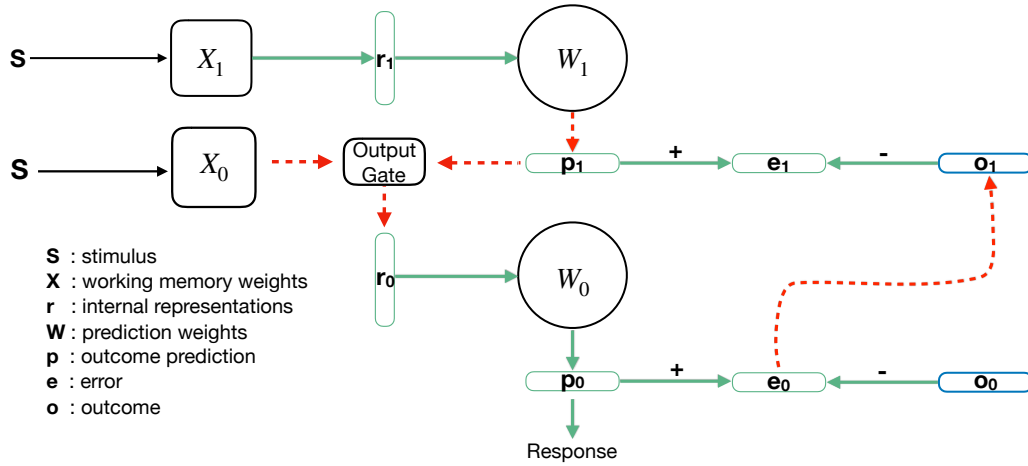 S
X₁
r₁
W₁
S
X₀
Output
Gate
p₁
+
e₁
-
o₁
r₀
W₀
S : stimulus
X : working memory weights
r : internal representations
W : prediction weights
p : outcome prediction
e : error
o : outcome
p₀
+
e₀
-
o₀
Response